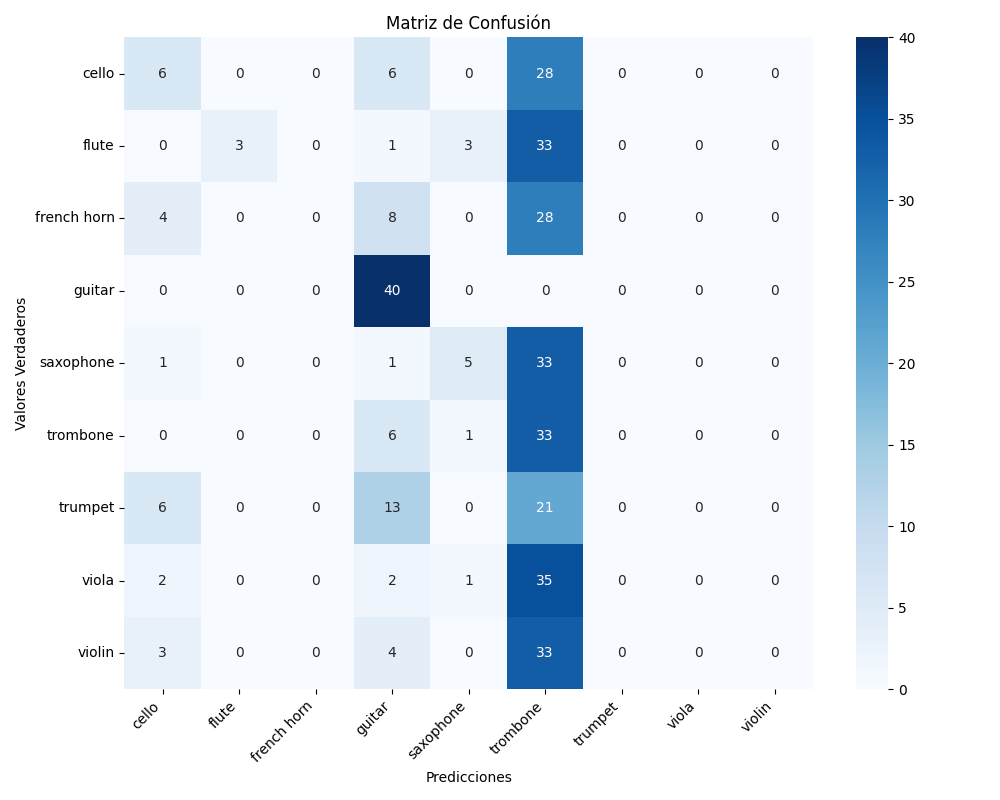 Matriz de Confusión
cello 6 0 0 6 0 28 0 0 0
flute 0 3 0 1 3 33 0 0 0
french horn 4 0 0 8 0 28 0 0 0
guitar 0 0 0 40 0 0 0 0 0
saxophone 1 0 0 1 5 33 0 0 0
trombone 0 0 0 6 1 33 0 0 0
trumpet 6 0 0 13 0 21 0 0 0
viola 2 0 0 2 1 35 0 0 0
violin 3 0 0 4 0 33 0 0 0
cello flute french horn guitar saxophone trombone trumpet viola violin
Predicciones
Valores Verdaderos
40
35
30
25
20
15
10
5
0